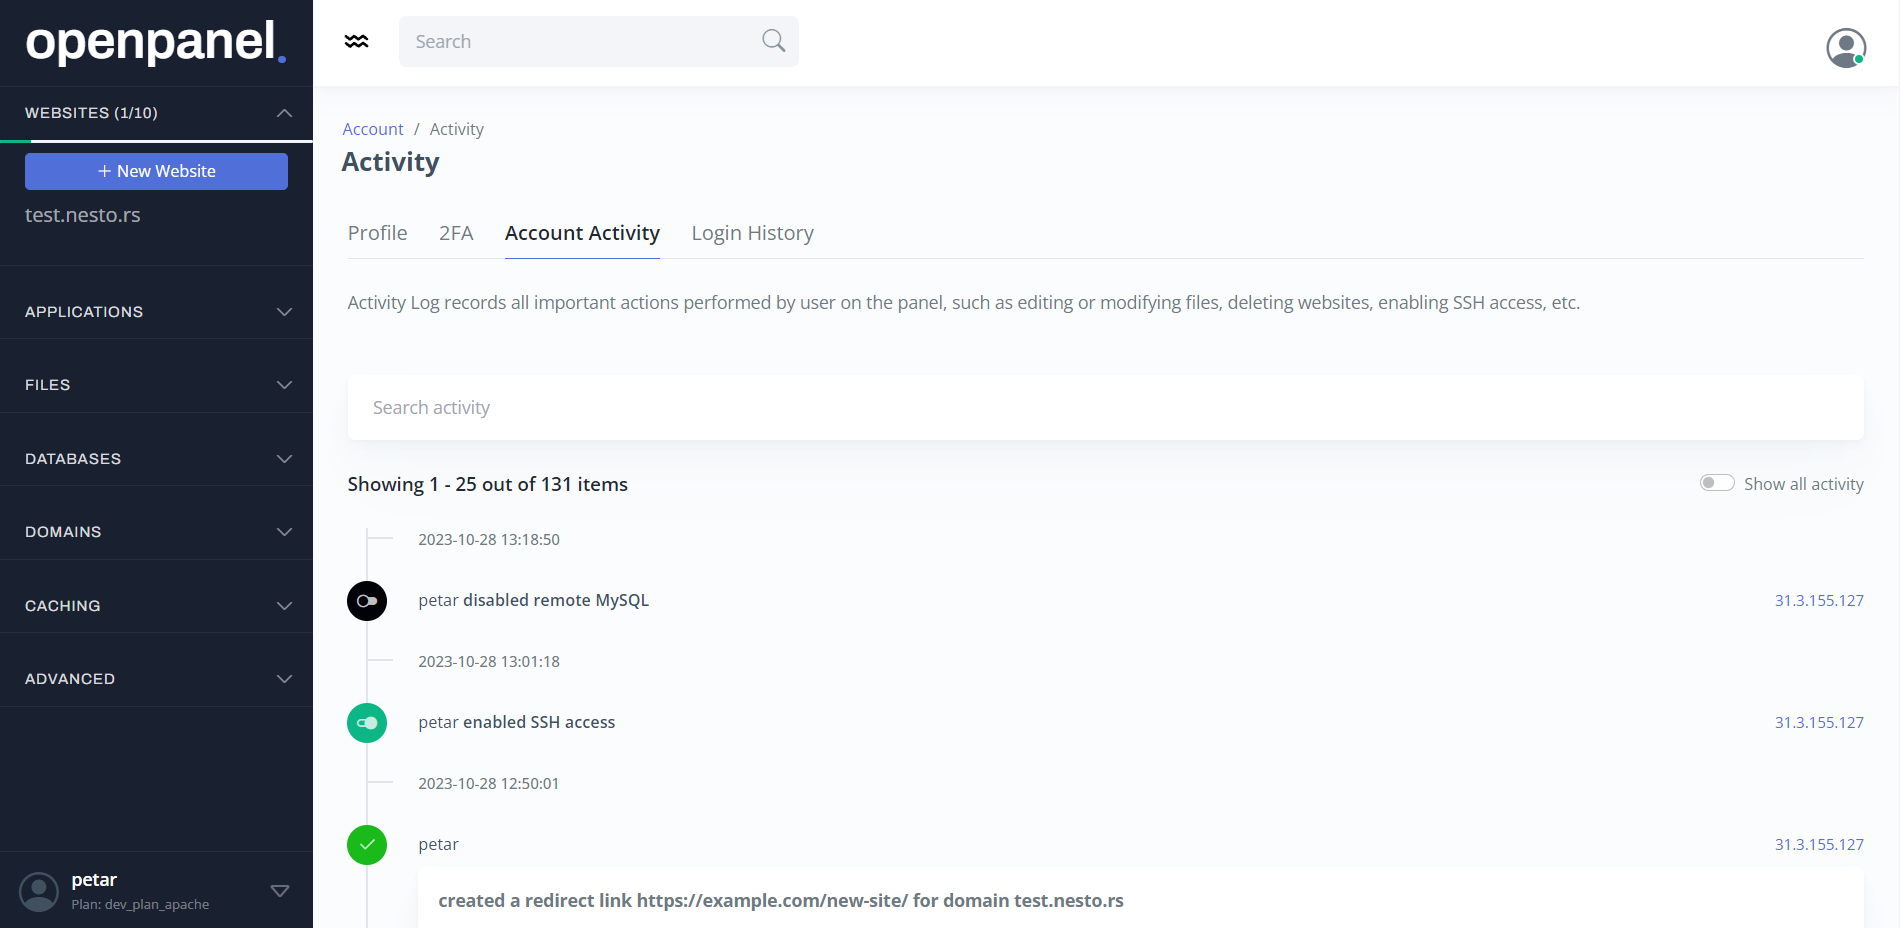 openpanel.
Search
WEBSITES (1/10)
+ New Website
test.nesto.rs
APPLICATIONS
FILES
DATABASES
DOMAINS
CACHING
ADVANCED
petar
Plan: dev_plan_apache
Account / Activity
Activity
Profile 2FA Account Activity Login History
Activity Log records all important actions performed by user on the panel, such as editing or modifying files, deleting websites, enabling SSH access, etc.
Search activity
Showing 1 - 25 out of 131 items
Show all activity
2023-10-28 13:18:50
petar disabled remote MySQL 31.3.155.127
2023-10-28 13:01:18
petar enabled SSH access 31.3.155.127
2023-10-28 12:50:01
petar 31.3.155.127
created a redirect link https://example.com/new-site/ for domain test.nesto.rs